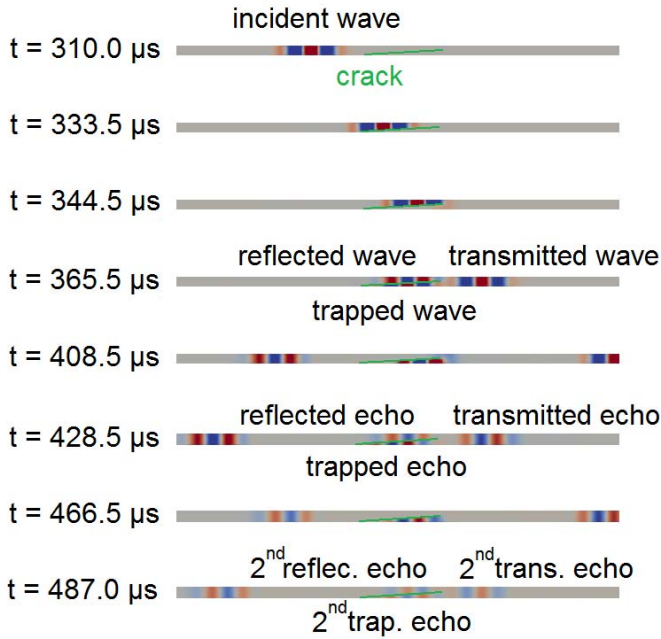 incident wave
t = 310.0 µs
crack
t = 333.5 µs
t = 344.5 µs
reflected wave transmitted wave
t = 365.5 µs
trapped wave
t = 408.5 µs
reflected echo transmitted echo
t = 428.5 µs
trapped echo
t = 466.5 µs
2nd reflec. echo 2nd trans. echo
t = 487.0 µs
2nd trap. echo